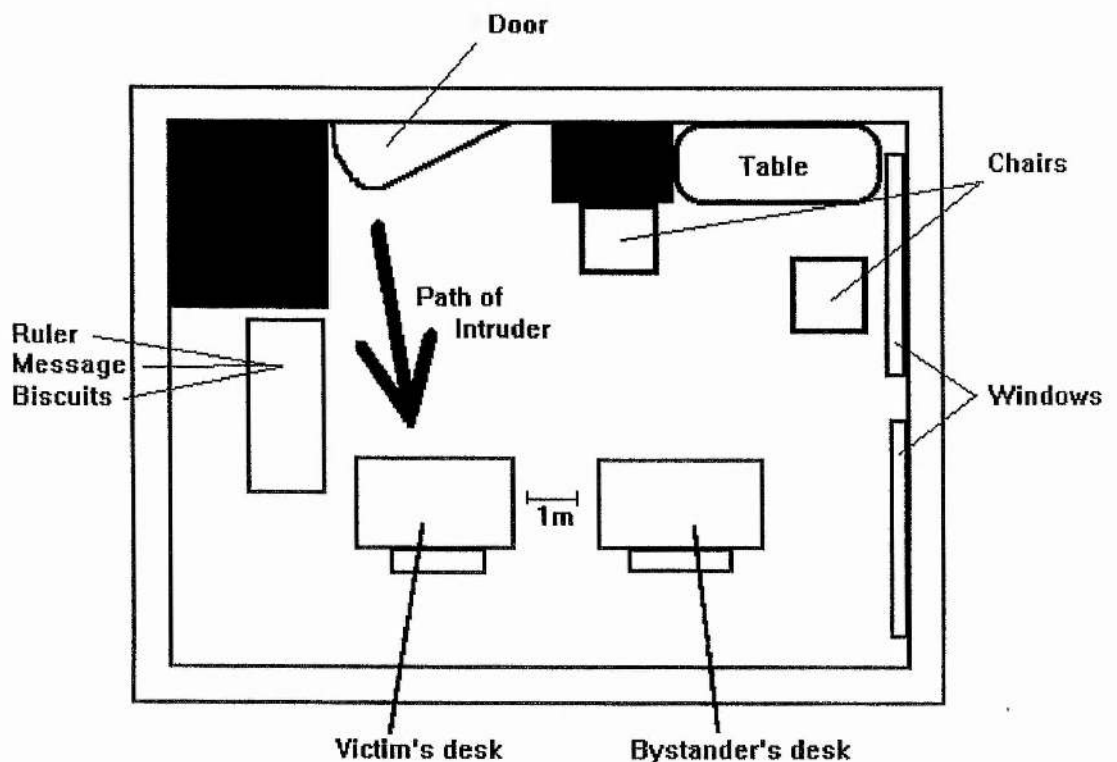 Door
Table
Chairs
Path of
Intruder
Ruler
Message
Biscuits
Windows
1m
Victim's desk
Bystander's desk